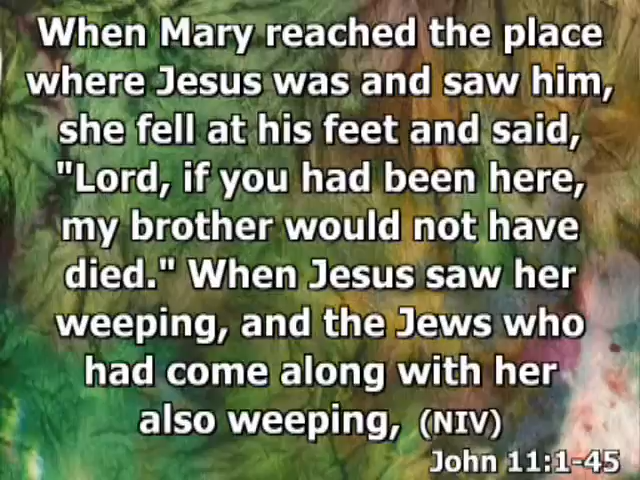 When Mary reached the place
where Jesus was and saw him,
she fell at his feet and said,
"Lord, if you had been here,
my brother would not have
died." When Jesus saw her
weeping, and the Jews who
had come along with her
also weeping, (NIV)
John 11:1-45